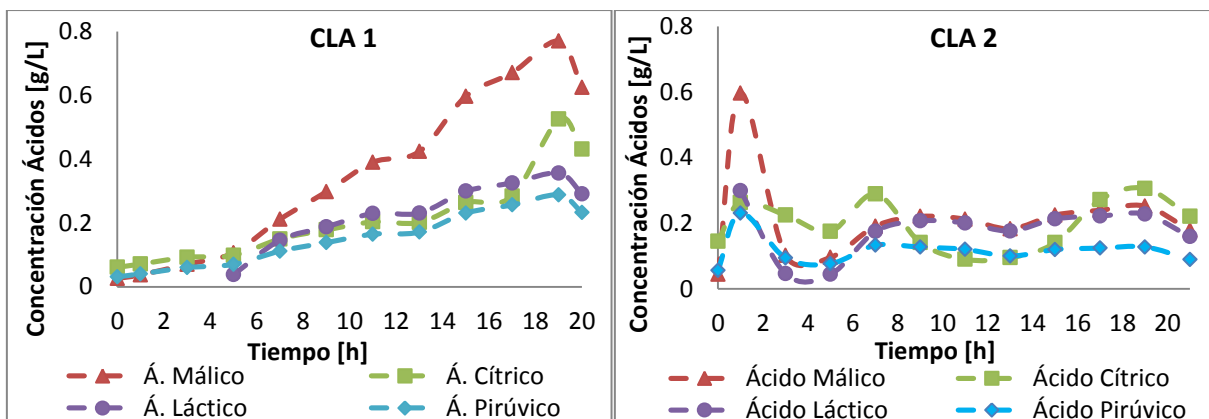 CLA 1
Concentración Ácidos [g/L]
0.8
0.6
0.4
0.2
0
0 2 4 6 8 10 12 14 16 18 20
Tiempo [h]
Á. Málico
Á. Cítrico
Á. Láctico
Á. Pirúvico
CLA 2
Concentración Ácidos [g/L]
0.8
0.6
0.4
0.2
0
0 2 4 6 8 10 12 14 16 18 20
Tiempo [h]
Ácido Málico
Ácido Cítrico
Ácido Láctico
Ácido Pirúvico